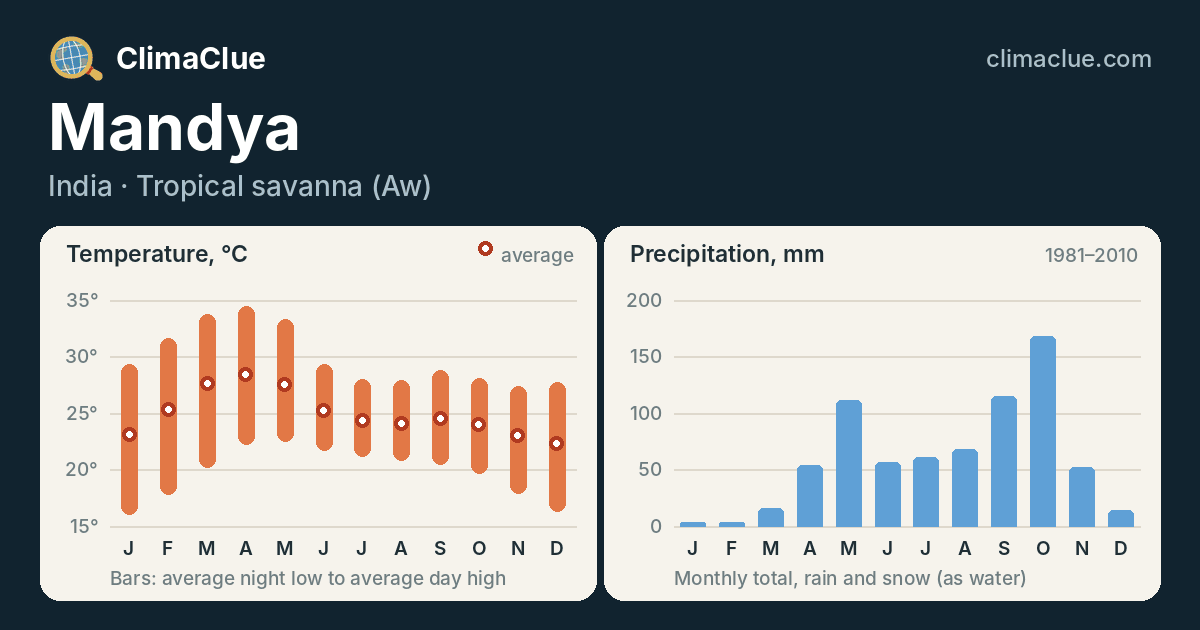 ClimaClue
climaclue.com
Mandya
India · Tropical savanna (Aw)
Temperature, °C
average
35°
30°
25°
20°
15°
J F M A M J J A S O N D
Bars: average night low to average day high
Precipitation, mm
1981–2010
200
150
100
50
0
J F M A M J J A S O N D
Monthly total, rain and snow (as water)